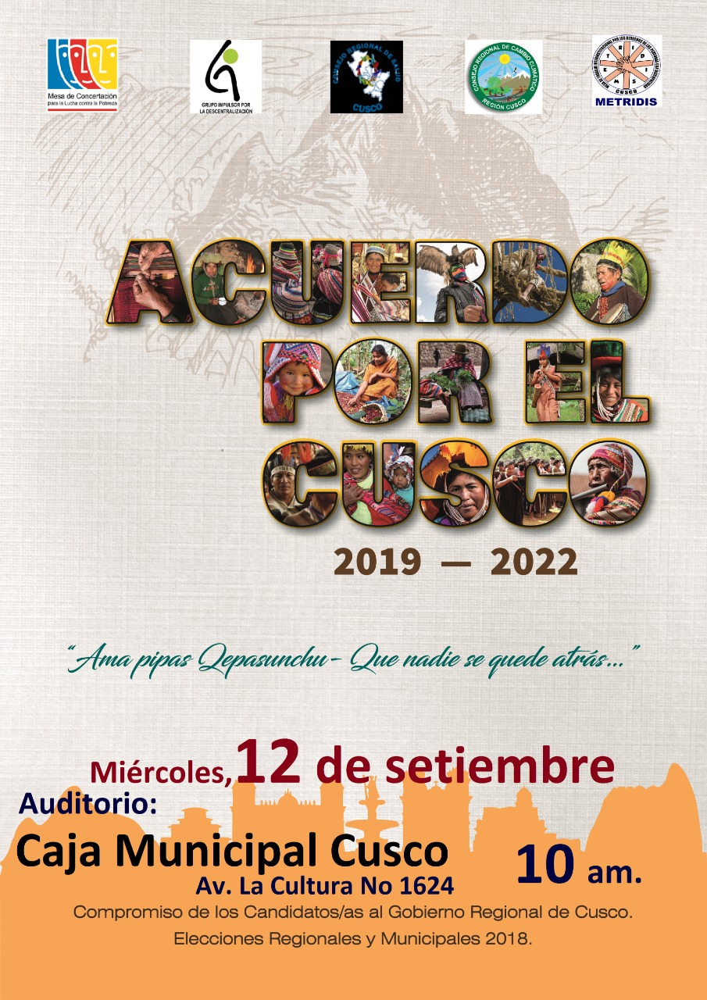 Mesa de Concertación
para la Lucha contra la Pobreza
GRUPO IMPULSOR POR
LA DESCENTRALIZACIÓN
CONSEJO REGIONAL DE SALUD
CUSCO
CONSEJO REGIONAL DE CAMBIO CLIMÁTICO
REGIÓN CUSCO
CUSCO
METRIDIS
ACUERDO
POR EL
CUSCO
2019 — 2022
“Ama pipas Qepasunchu- Que nadie se quede atrás...”
Miércoles, 12 de setiembre
Auditorio:
Caja Municipal Cusco
10 am.
Av. La Cultura No 1624
Compromiso de los Candidatos/as al Gobierno Regional de Cusco.
Elecciones Regionales y Municipales 2018.